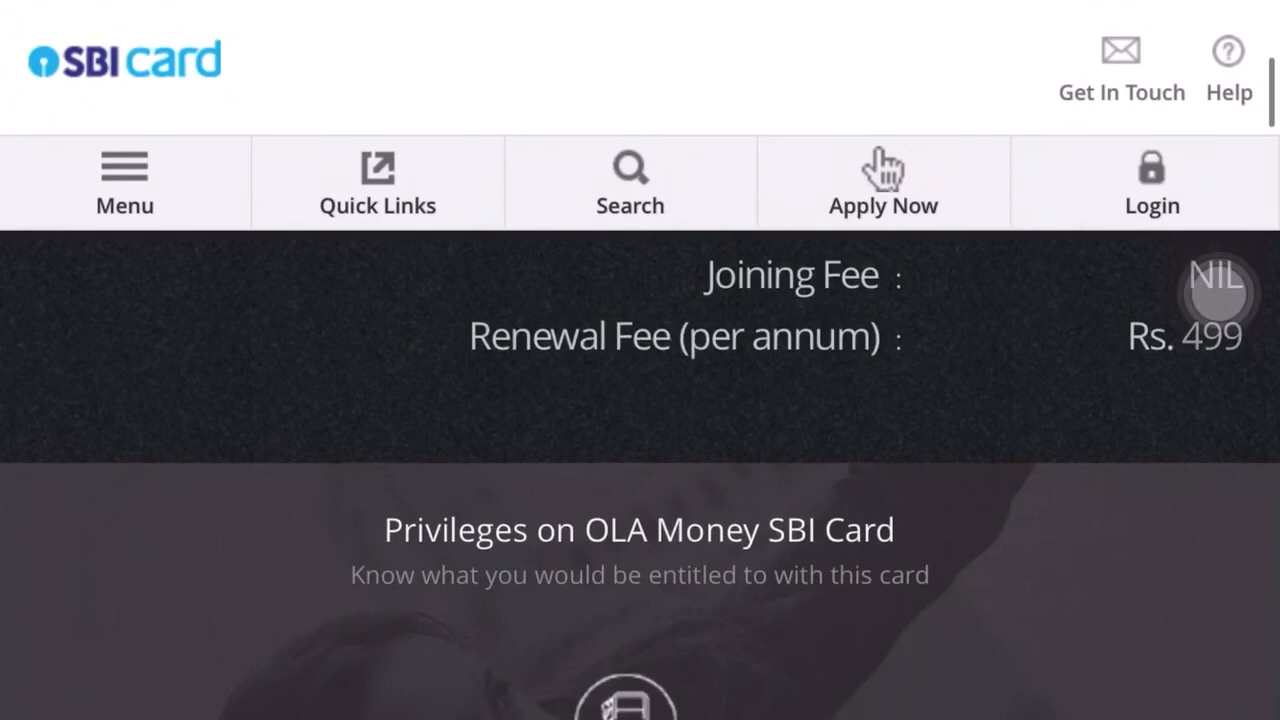 SBI card
Get In Touch
Help
Menu
Quick Links
Search
Apply Now
Login
Joining Fee : NIL
Renewal Fee (per annum) : Rs. 499
Privileges on OLA Money SBI Card
Know what you would be entitled to with this card